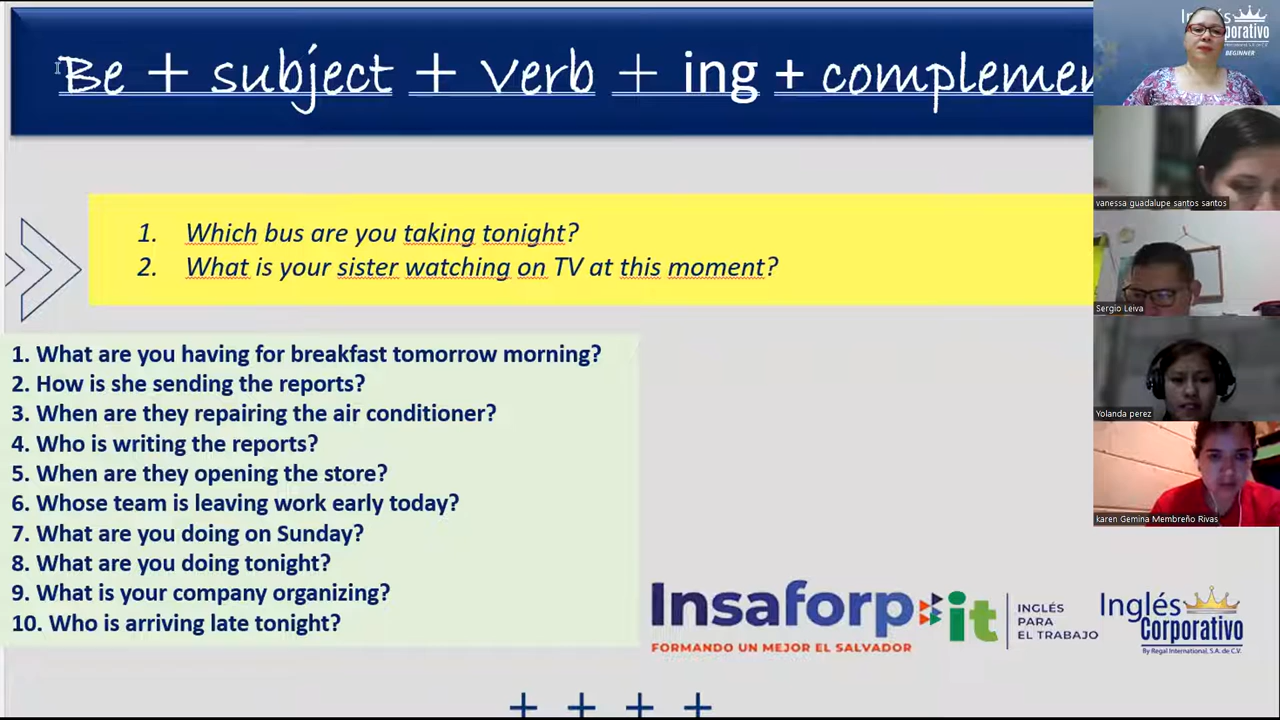 Be + subject + verb + ing + complemen
1. Which bus are you taking tonight?
2. What is your sister watching on TV at this moment?
1. What are you having for breakfast tomorrow morning?
2. How is she sending the reports?
3. When are they repairing the air conditioner?
4. Who is writing the reports?
5. When are they opening the store?
6. Whose team is leaving work early today?
7. What are you doing on Sunday?
8. What are you doing tonight?
9. What is your company organizing?
10. Who is arriving late tonight?
Insaforp
FORMANDO UN MEJOR EL SALVADOR
it
INGLÉS
PARA
EL TRABAJO
Inglés
Corporativo
By Regal International, S.A. de C.V.
BEGINNER
vanessa guadalupe santos santos
Sergio Leiva
Yolanda perez
karen Gemina Membreño Rivas